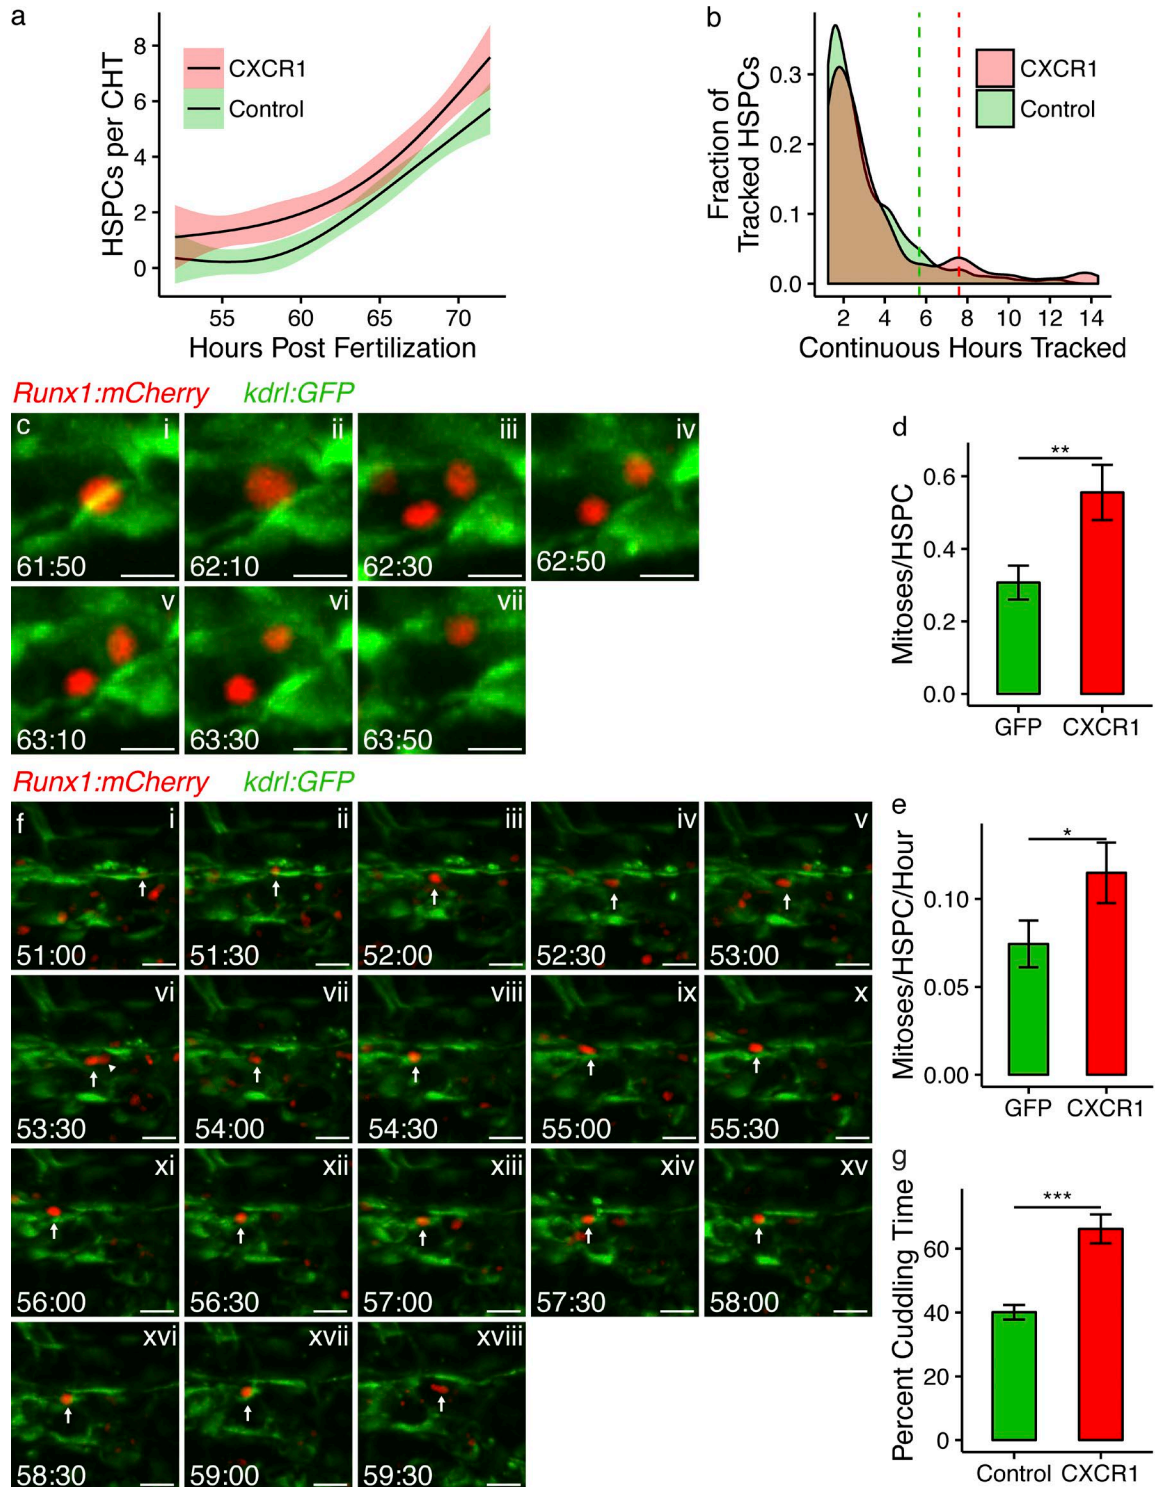 a
HSPCs per CHT
8
6
4
2
0
CXCR1
Control
55 60 65 70
Hours Post Fertilization
b
Fraction of
Tracked HSPCs
0.3
0.2
0.1
0.0
CXCR1
Control
2 4 6 8 10 12 14
Continuous Hours Tracked
Runx1:mCherry kdrl:GFP
c
i
61:50
ii
62:10
iii
62:30
iv
62:50
v
63:10
vi
63:30
vii
63:50
d
Mitoses/HSPC
0.6
0.4
0.2
0.0
**
GFP CXCR1
Runx1:mCherry kdrl:GFP
f
i
51:00
ii
51:30
iii
52:00
iv
52:30
v
53:00
vi
53:30
vii
54:00
viii
54:30
ix
55:00
x
55:30
xi
56:00
xii
56:30
xiii
57:00
xiv
57:30
xv
58:00
xvi
58:30
xvii
59:00
xviii
59:30
e
Mitoses/HSPC/Hour
0.10
0.05
0.00
*
GFP CXCR1
g
Percent Cuddling Time
60
40
20
0
***
Control CXCR1